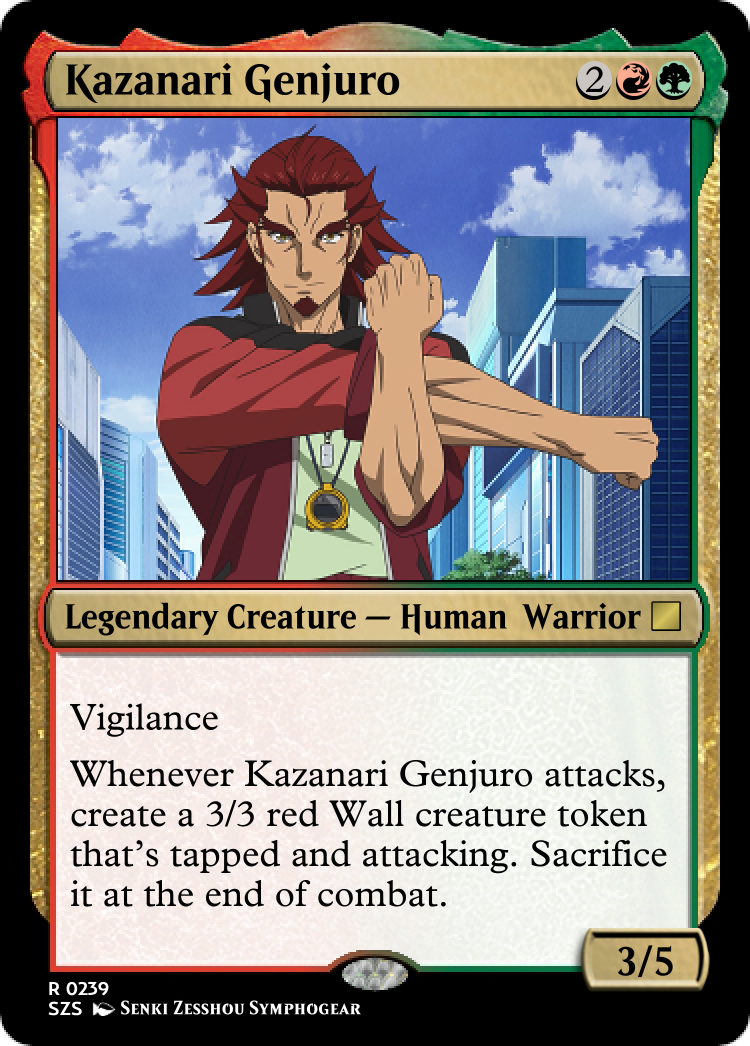 Kazanari Genjuro 2
Legendary Creature — Human Warrior
Vigilance
Whenever Kazanari Genjuro attacks,
create a 3/3 red Wall creature token
that's tapped and attacking. Sacrifice
it at the end of combat.
3/5
R 0239
SZS Senki Zesshou Symphogear